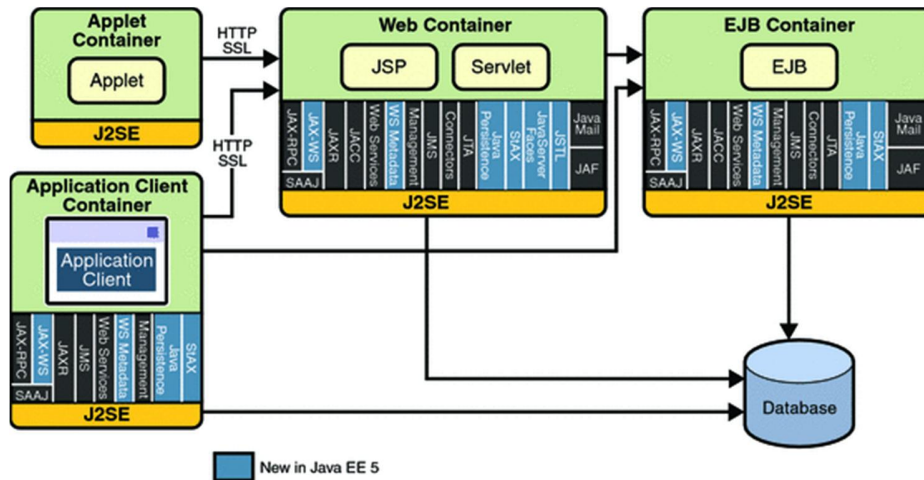 Applet
Container
Applet
J2SE
HTTP
SSL
HTTP
SSL
Web Container
JSP
Servlet
JAX-RPC
JAX-WS
SAAJ
JAXR
JACC
Web Services
WS Metadata
Management
JMS
Connectors
JTA
Java
Persistence
StAX
JavaServer
Faces
JSTL
Java
Mail
JAF
J2SE
EJB Container
EJB
JAX-RPC
JAX-WS
SAAJ
JAXR
JACC
Web Services
WS Metadata
Management
JMS
Connectors
JTA
Java
Persistence
StAX
Java
Mail
JAF
J2SE
Application Client
Container
Application
Client
JAX-RPC
JAX-WS
SAAJ
JAXR
JMS
Web Services
WS Metadata
Management
Java
Persistence
StAX
J2SE
Database
New in Java EE 5